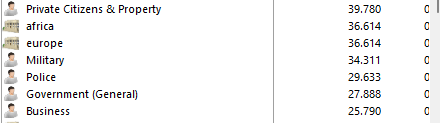 Private Citizens & Property 39.780 0
africa 36.614 0
europe 36.614 0
Military 34.311 0
Police 29.633 0
Government (General) 27.888 0
Business 25.790 0